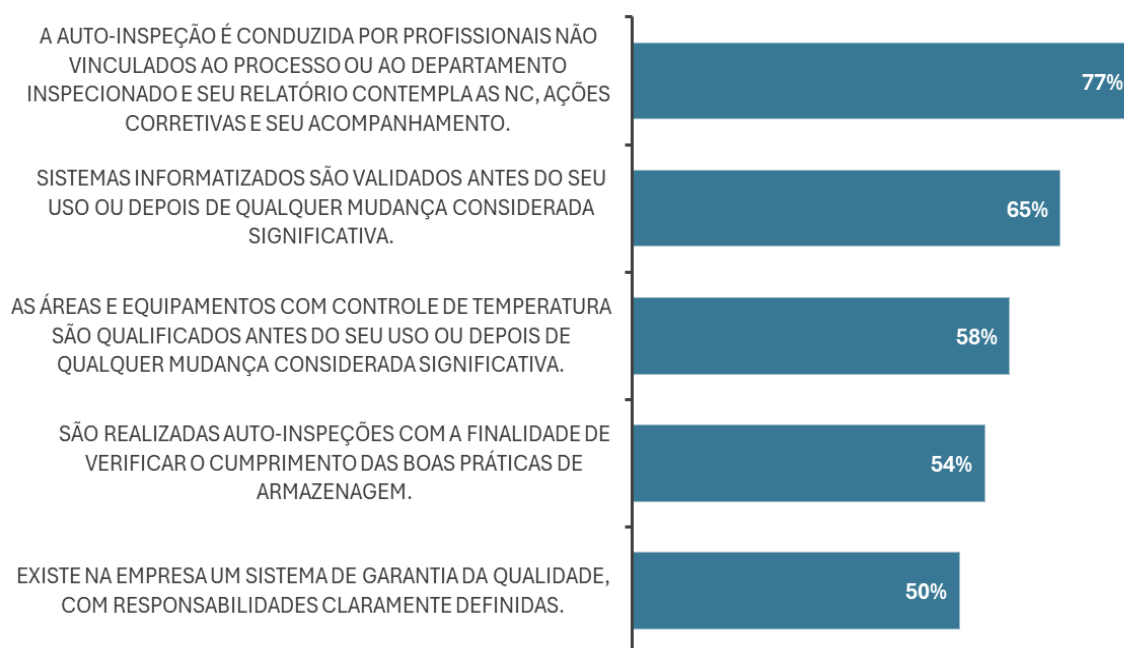 A AUTO-INSPEÇÃO É CONDUZIDA POR PROFISSIONAIS NÃO
VINCULADOS AO PROCESSO OU AO DEPARTAMENTO
INSPECIONADO E SEU RELATÓRIO CONTEMPLA AS NC, AÇÕES
CORRETIVAS E SEU ACOMPANHAMENTO.
77%
SISTEMAS INFORMATIZADOS SÃO VALIDADOS ANTES DO SEU
USO OU DEPOIS DE QUALQUER MUDANÇA CONSIDERADA
SIGNIFICATIVA.
65%
AS ÁREAS E EQUIPAMENTOS COM CONTROLE DE TEMPERATURA
SÃO QUALIFICADOS ANTES DO SEU USO OU DEPOIS DE
QUALQUER MUDANÇA CONSIDERADA SIGNIFICATIVA.
58%
SÃO REALIZADAS AUTO-INSPEÇÕES COM A FINALIDADE DE
VERIFICAR O CUMPRIMENTO DAS BOAS PRÁTICAS DE
ARMAZENAGEM.
54%
EXISTE NA EMPRESA UM SISTEMA DE GARANTIA DA QUALIDADE,
COM RESPONSABILIDADES CLARAMENTE DEFINIDAS.
50%